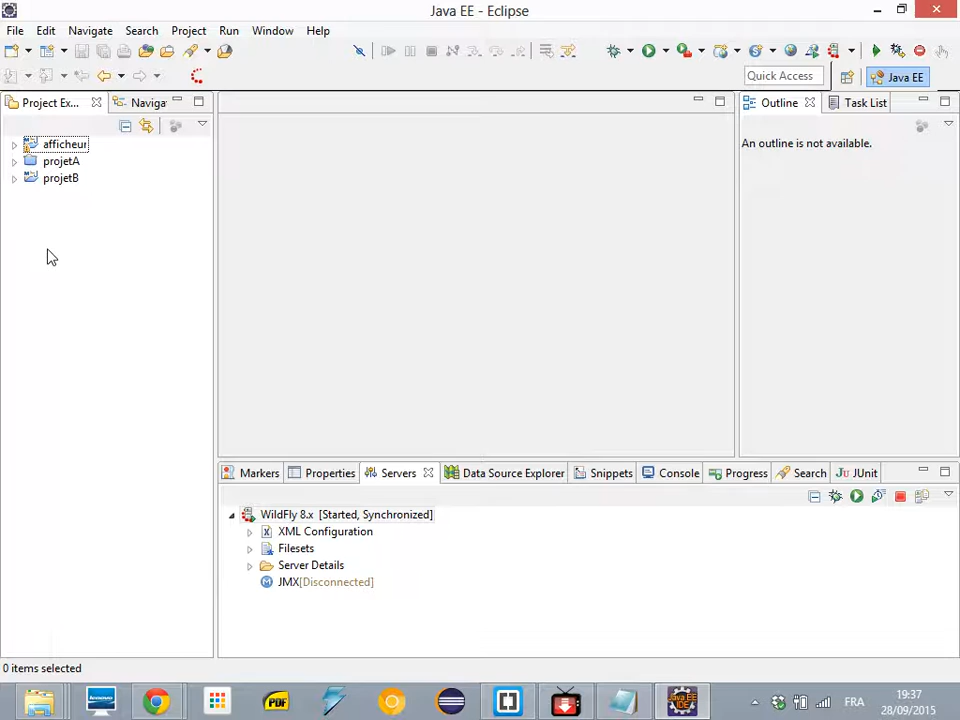 Java EE - Eclipse
File Edit Navigate Search Project Run Window Help
Quick Access
Java EE
Project Ex...
Naviga
afficheur
projetA
projetB
Outline
Task List
An outline is not available.
Markers
Properties
Servers
Data Source Explorer
Snippets
Console
Progress
Search
JUnit
WildFly 8.x [Started, Synchronized]
XML Configuration
Filesets
Server Details
JMX[Disconnected]
0 items selected
PDF
FRA
19:37
28/09/2015